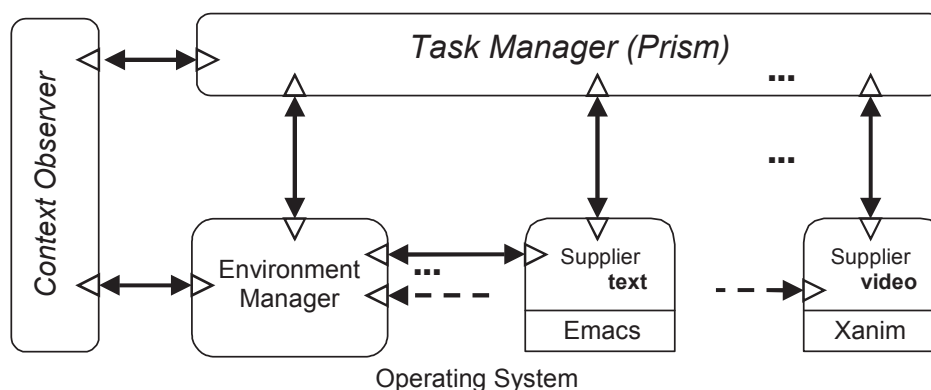 Context Observer
Task Manager (Prism)
...
...
Environment
Manager
...
Supplier
text
Emacs
Supplier
video
Xanim
Operating System